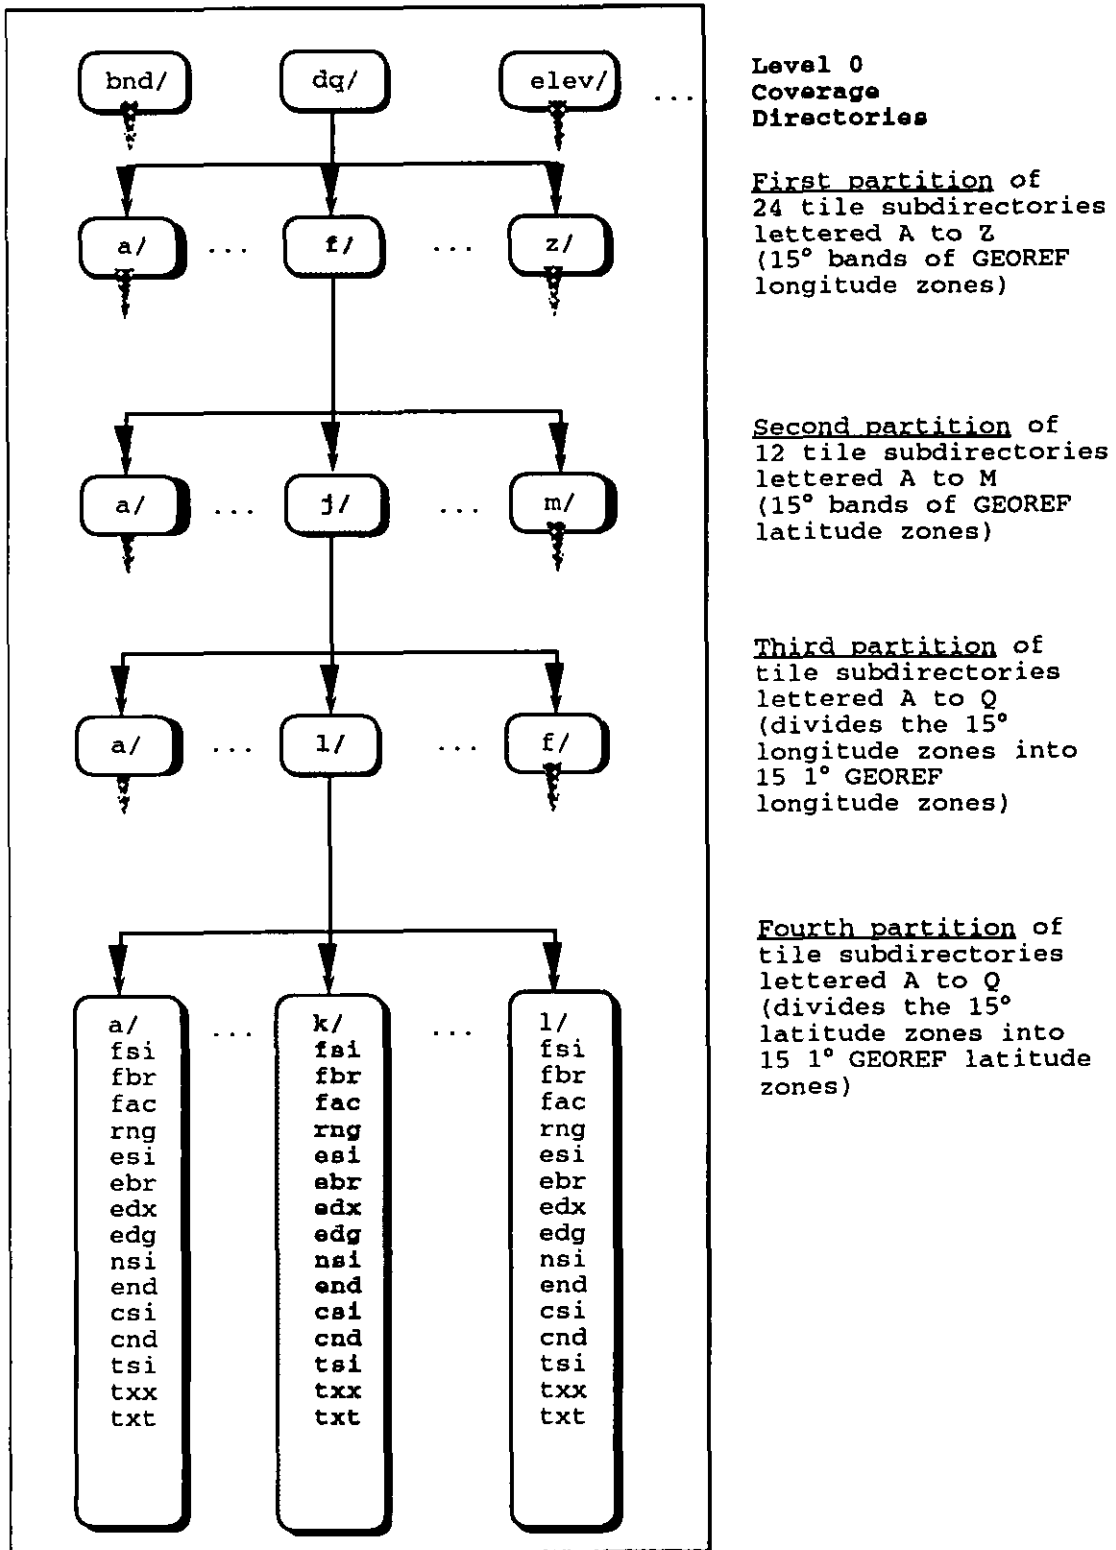 bnd/ dq/ elev/ ...
Level 0
Coverage
Directories
First partition of
24 tile subdirectories
lettered A to Z
(15° bands of GEOREF
longitude zones)
a/ ... f/ ... z/
Second partition of
12 tile subdirectories
lettered A to M
(15° bands of GEOREF
latitude zones)
a/ ... j/ ... m/
Third partition of
tile subdirectories
lettered A to Q
(divides the 15°
longitude zones into
15 1° GEOREF
longitude zones)
a/ ... l/ ... f/
Fourth partition of
tile subdirectories
lettered A to Q
(divides the 15°
latitude zones into
15 1° GEOREF latitude
zones)
a/ ... k/ ... l/
fsi fsi fsi
fbr fbr fbr
fac fac fac
rng rng rng
esi esi esi
ebr ebr ebr
edx edx edx
edg edg edg
nsi nsi nsi
end end end
csi csi csi
cnd cnd cnd
tsi tsi tsi
txx txx txx
txt txt txt